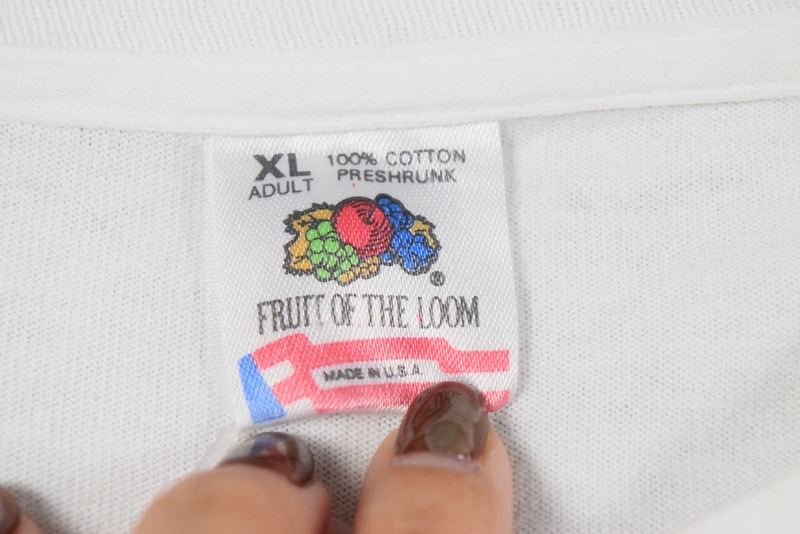 XL 100% COTTON
ADULT PRESHRUNK
®
FRUIT OF THE LOOM
MADE IN U.S.A.